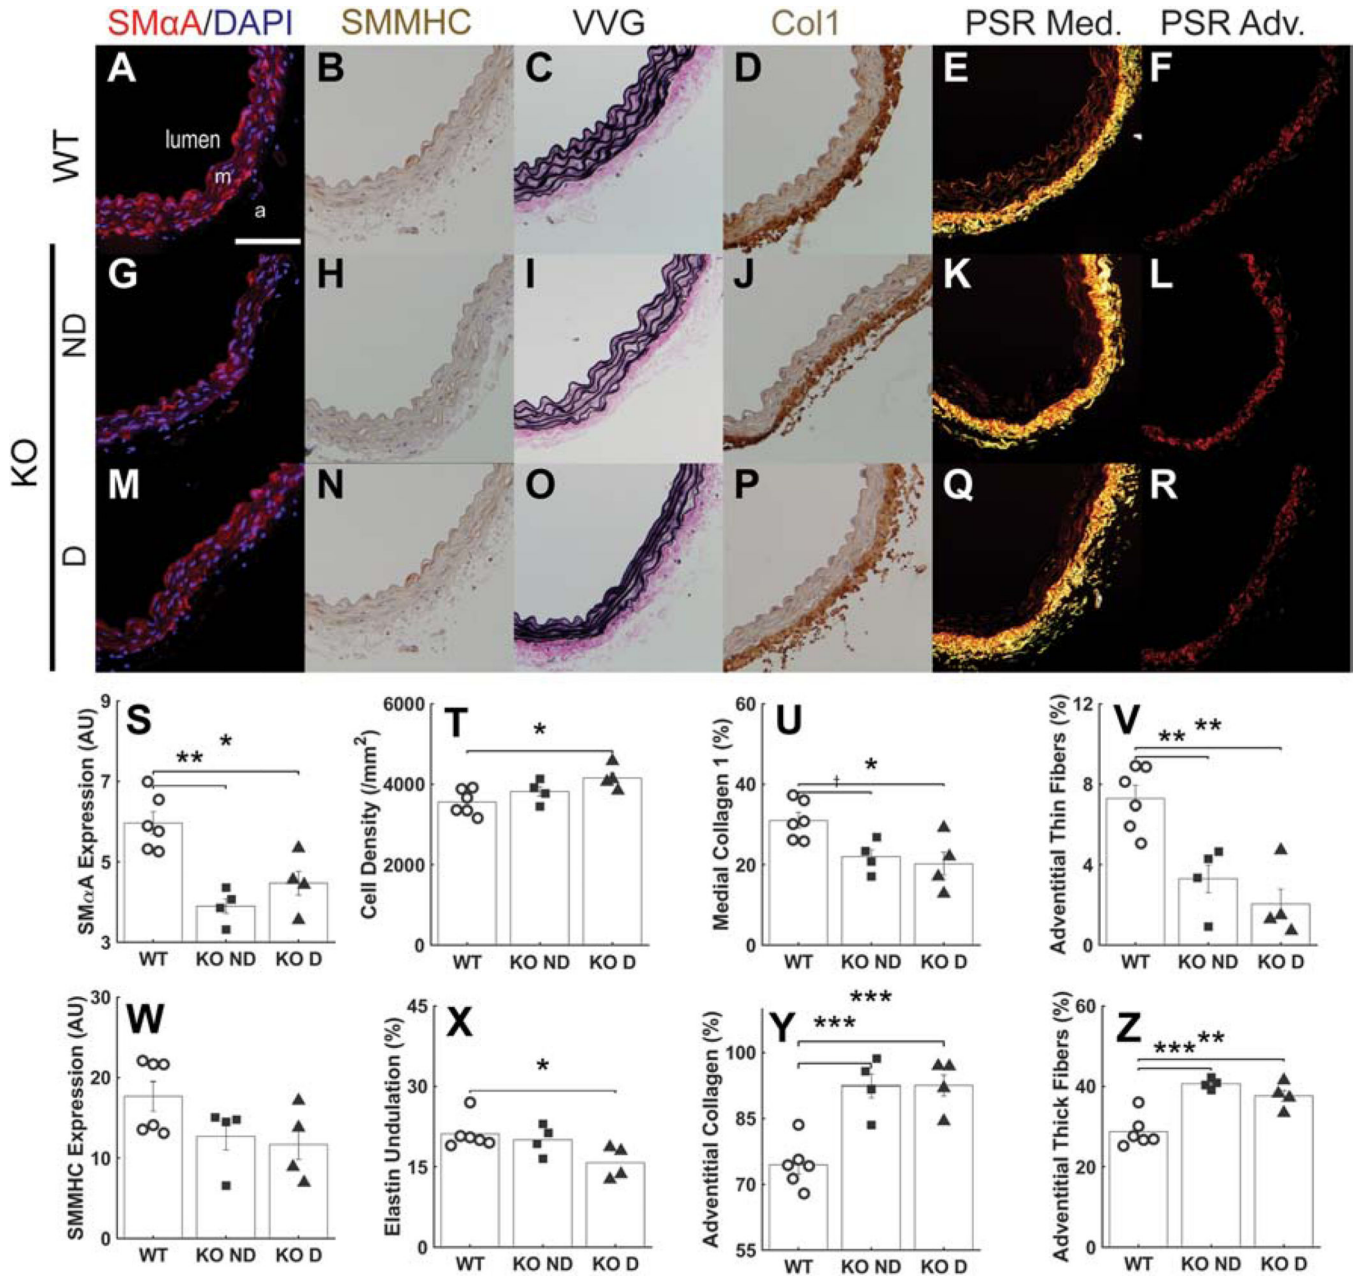 SMαA/DAPI SMMHC VVG Col1 PSR Med. PSR Adv.
WT
A B C D E F
lumen
m
a
KO
ND
G H I J K L
D
M N O P Q R
S
SMαA Expression (AU)
9
7
5
3
** *
WT KO ND KO D
T
Cell Density (/mm²)
6000
4000
2000
0
*
WT KO ND KO D
U
Medial Collagen 1 (%)
60
40
20
0
† *
WT KO ND KO D
V
Adventitial Thin Fibers (%)
12
8
4
0
** **
WT KO ND KO D
W
SMMHC Expression (AU)
30
20
10
0
WT KO ND KO D
X
Elastin Undulation (%)
45
30
15
0
*
WT KO ND KO D
Y
Adventitial Collagen (%)
100
85
70
55
***
***
WT KO ND KO D
Z
Adventitial Thick Fibers (%)
60
40
20
0
*** **
WT KO ND KO D